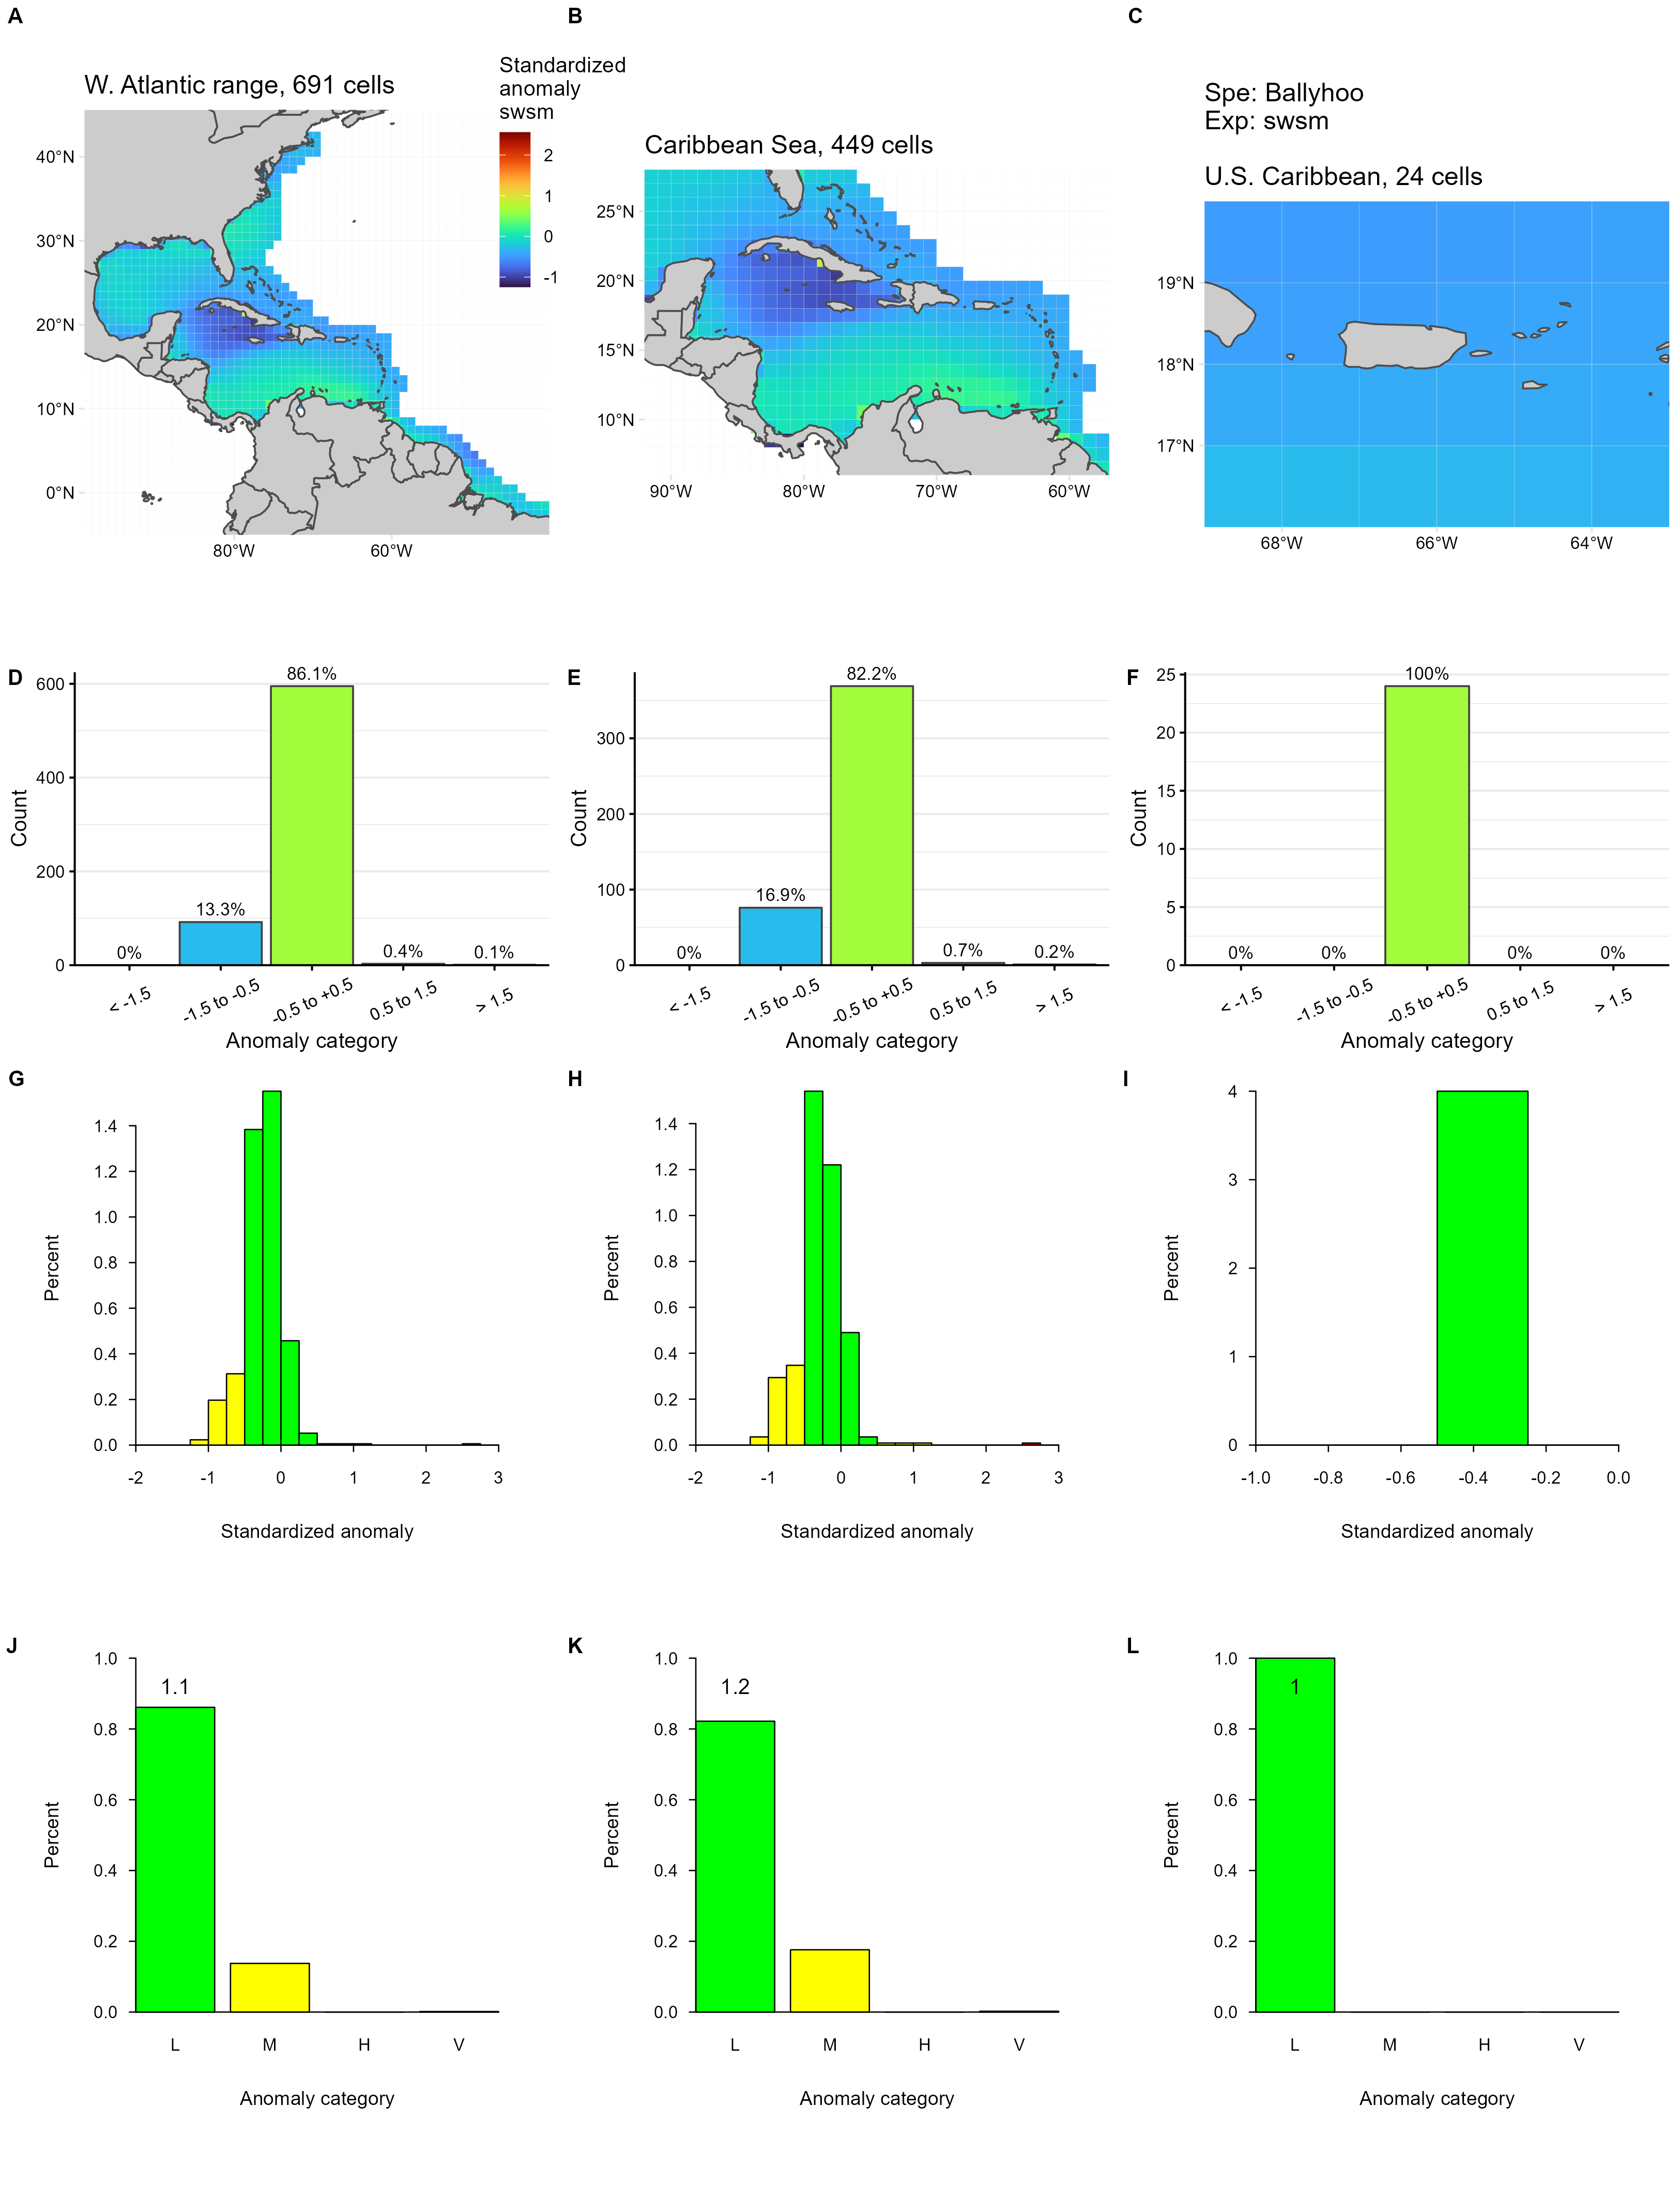 A
B
C
W. Atlantic range, 691 cells
Standardized
anomaly
swsm
2
1
0
-1
40°N
30°N
20°N
10°N
0°N
80°W
60°W
Caribbean Sea, 449 cells
25°N
20°N
15°N
10°N
90°W
80°W
70°W
60°W
Spe: Ballyhoo
Exp: swsm
U.S. Caribbean, 24 cells
19°N
18°N
17°N
68°W
66°W
64°W
D
Count
600
400
200
0
0%
13.3%
86.1%
0.4%
0.1%
< -1.5
-1.5 to -0.5
-0.5 to +0.5
0.5 to 1.5
> 1.5
Anomaly category
E
Count
300
200
100
0
0%
16.9%
82.2%
0.7%
0.2%
< -1.5
-1.5 to -0.5
-0.5 to +0.5
0.5 to 1.5
> 1.5
Anomaly category
F
Count
25
20
15
10
5
0
0%
0%
100%
0%
0%
< -1.5
-1.5 to -0.5
-0.5 to +0.5
0.5 to 1.5
> 1.5
Anomaly category
G
Percent
1.4
1.2
1.0
0.8
0.6
0.4
0.2
0.0
-2
-1
0
1
2
3
Standardized anomaly
H
Percent
1.4
1.2
1.0
0.8
0.6
0.4
0.2
0.0
-2
-1
0
1
2
3
Standardized anomaly
I
Percent
4
3
2
1
0
-1.0
-0.8
-0.6
-0.4
-0.2
0.0
Standardized anomaly
J
Percent
1.0
0.8
0.6
0.4
0.2
0.0
1.1
L
M
H
V
Anomaly category
K
Percent
1.0
0.8
0.6
0.4
0.2
0.0
1.2
L
M
H
V
Anomaly category
L
Percent
1.0
0.8
0.6
0.4
0.2
0.0
1
L
M
H
V
Anomaly category